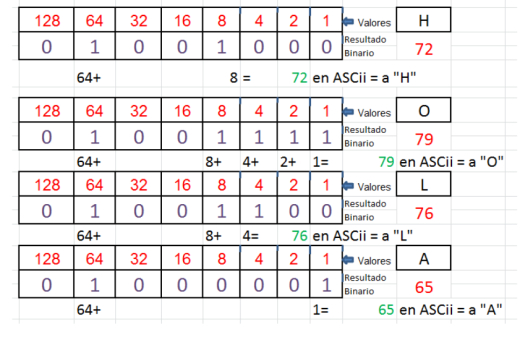 128 64 32 16 8 4 2 1 Valores H
0 1 0 0 1 0 0 0 Resultado Binario 72
64+ 8 = 72 en ASCii = a "H"
128 64 32 16 8 4 2 1 Valores O
0 1 0 0 1 1 1 1 Resultado Binario 79
64+ 8+ 4+ 2+ 1= 79 en ASCii = a "O"
128 64 32 16 8 4 2 1 Valores L
0 1 0 0 1 1 0 0 Resultado Binario 76
64+ 8+ 4= 76 en ASCii = a "L"
128 64 32 16 8 4 2 1 Valores A
0 1 0 0 0 0 0 1 Resultado Binario 65
64+ 1= 65 en ASCii = a "A"